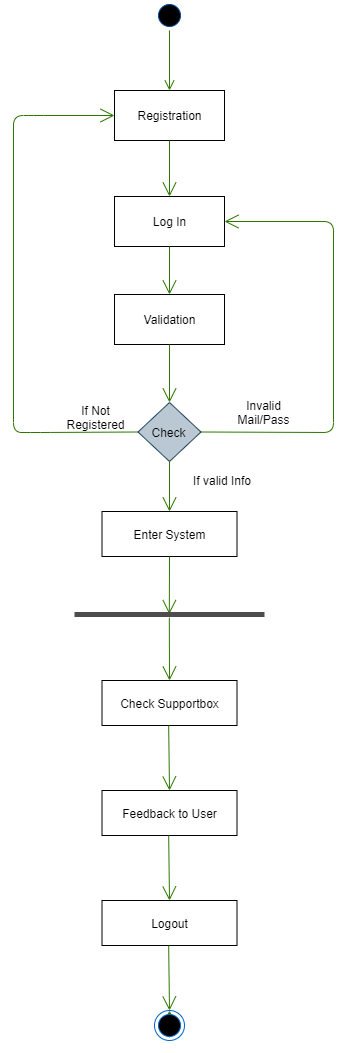 Registration
Log In
Validation
If Not
Registered
Invalid
Mail/Pass
Check
If valid Info
Enter System
Check Supportbox
Feedback to User
Logout